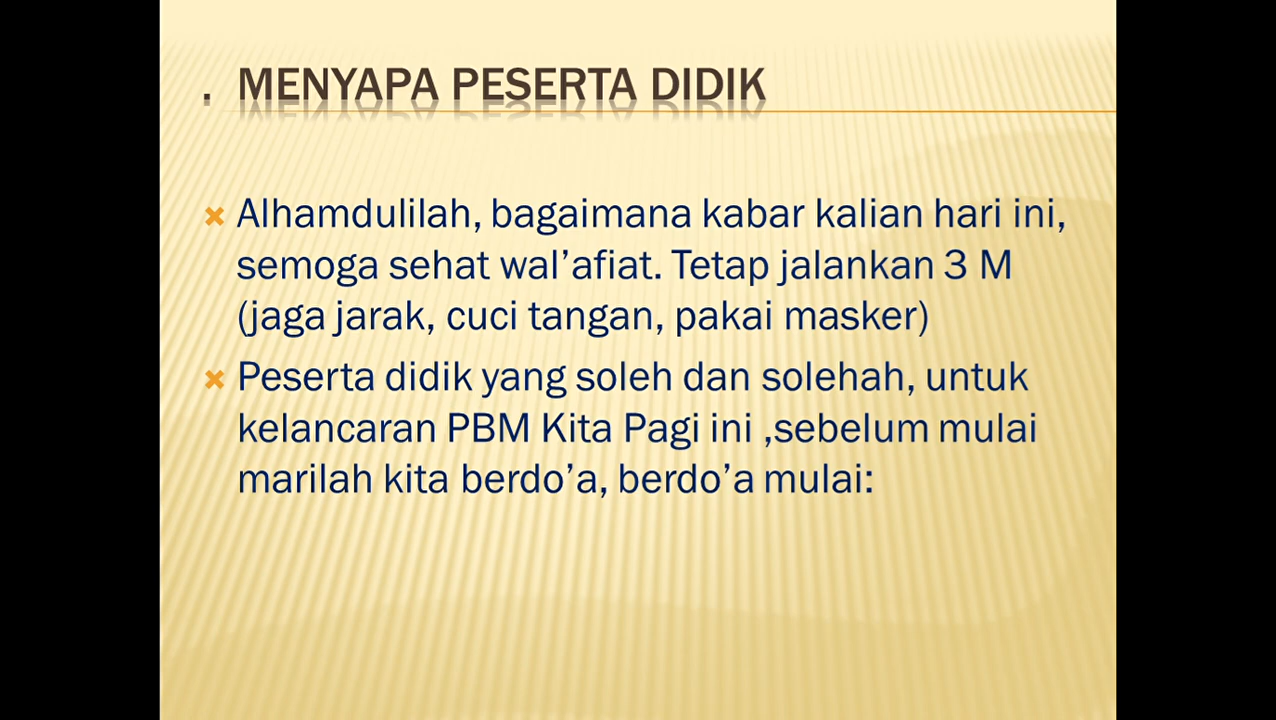 . MENYAPA PESERTA DIDIK
Alhamdulilah, bagaimana kabar kalian hari ini,
semoga sehat wal’afiat. Tetap jalankan 3 M
(jaga jarak, cuci tangan, pakai masker)
Peserta didik yang soleh dan solehah, untuk
kelancaran PBM Kita Pagi ini ,sebelum mulai
marilah kita berdo’a, berdo’a mulai: